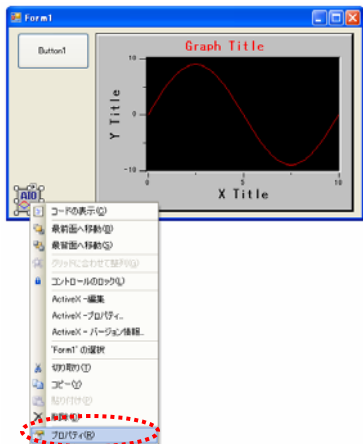 Form1
Button1
Graph Title
Y Title
10
0
-10
0
5
10
X Title
AIO
コードの表示(C)
最前面へ移動(B)
最背面へ移動(S)
グリッドに合わせて整列(G)
コントロールのロック(L)
ActiveX -編集
ActiveX -プロパティ...
ActiveX - バージョン情報...
'Form1' の選択
切り取り(T)
コピー(Y)
貼り付け(P)
削除(D)
プロパティ(R)